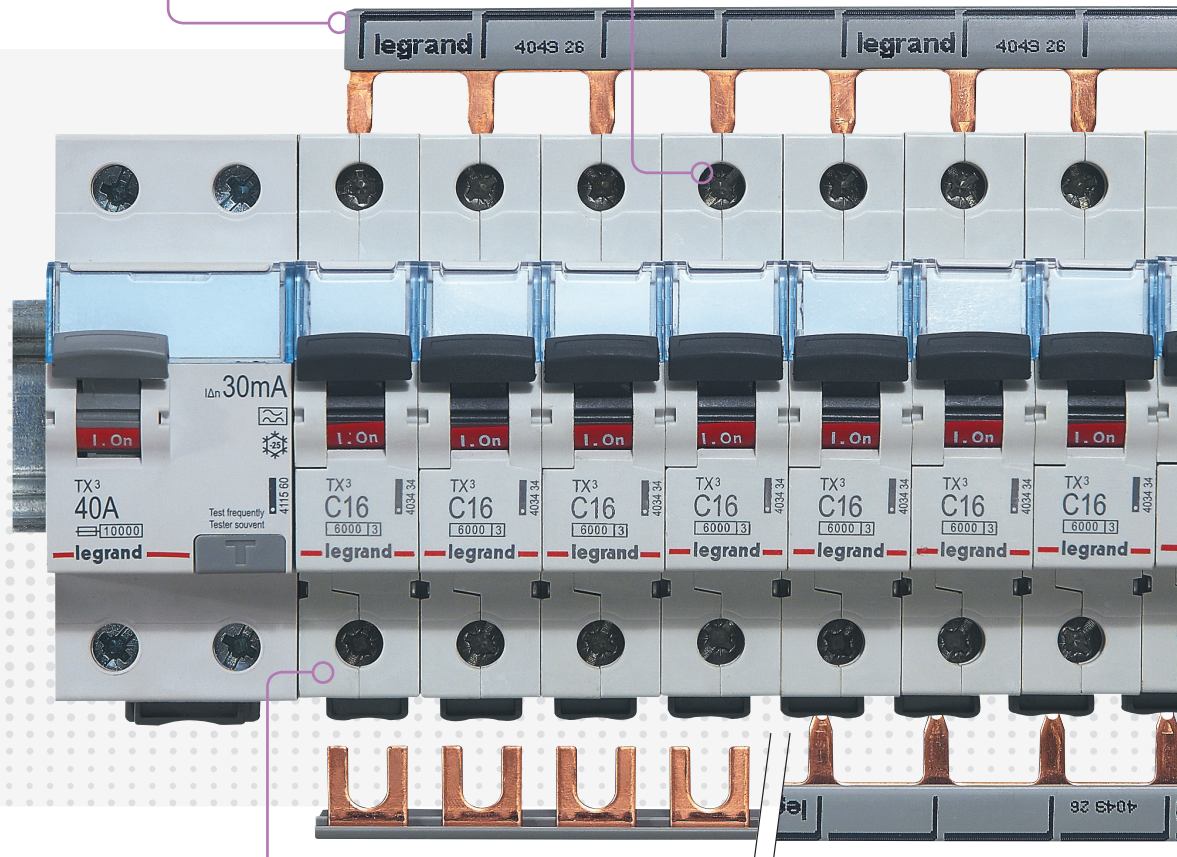 legrand 4049 26 legrand 4049 26
IΔn 30mA
-25
I. On
TX³
40A
10000
4115 60
Test frequently
Tester souvent
T
legrand
I. On
TX³
C16
6000 3
4034 34
legrand
I. On
TX³
C16
6000 3
4034 34
legrand
I. On
TX³
C16
6000 3
4034 34
legrand
I. On
TX³
C16
6000 3
4034 34
legrand
I. On
TX³
C16
6000 3
4034 34
legrand
I. On
TX³
C16
6000 3
4034 34
legrand
I. On
TX³
C16
6000 3
4034 34
legrand
4049 26